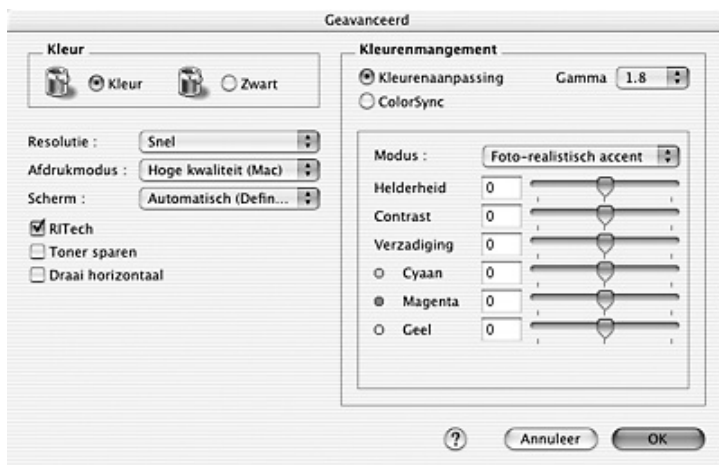 Geavanceerd
Kleur
Kleur
Zwart
Resolutie :
Snel
Afdrukmodus :
Hoge kwaliteit (Mac)
Scherm :
Automatisch (Defin...
RITech
Toner sparen
Draai horizontaal
Kleurenmangement
Kleurenaanpassing
Gamma
1.8
ColorSync
Modus :
Foto-realistisch accent
Helderheid
0
Contrast
0
Verzadiging
0
Cyaan
0
Magenta
0
Geel
0
?
Annuleer
OK